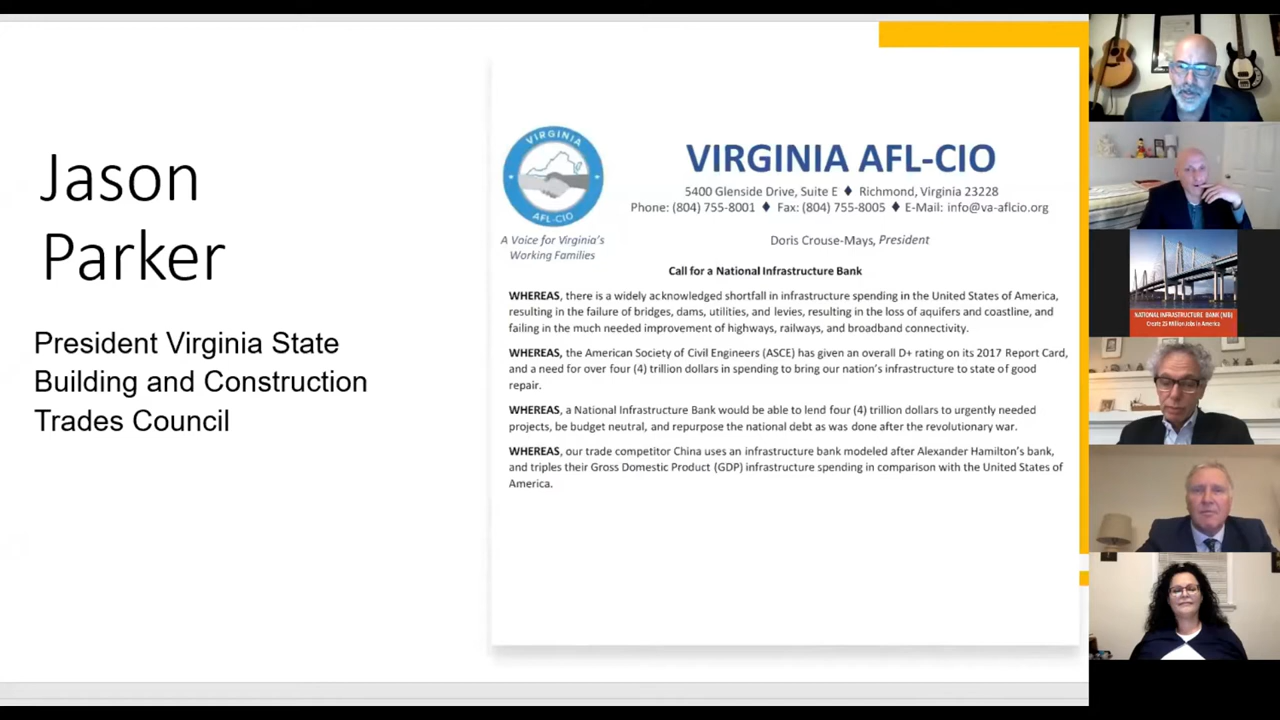 Jason
Parker
President Virginia State
Building and Construction
Trades Council
VIRGINIA
AFL-CIO
A Voice for Virginia's
Working Families
VIRGINIA AFL-CIO
5400 Glenside Drive, Suite E ♦ Richmond, Virginia 23228
Phone: (804) 755-8001 ♦ Fax: (804) 755-8005 ♦ E-Mail: info@va-aflcio.org
Doris Crouse-Mays, President
Call for a National Infrastructure Bank
WHEREAS, there is a widely acknowledged shortfall in infrastructure spending in the United States of America,
resulting in the failure of bridges, dams, utilities, and levies, resulting in the loss of aquifers and coastline, and
failing in the much needed improvement of highways, railways, and broadband connectivity.
WHEREAS, the American Society of Civil Engineers (ASCE) has given an overall D+ rating on its 2017 Report Card,
and a need for over four (4) trillion dollars in spending to bring our nation's infrastructure to state of good
repair.
WHEREAS, a National Infrastructure Bank would be able to lend four (4) trillion dollars to urgently needed
projects, be budget neutral, and repurpose the national debt as was done after the revolutionary war.
WHEREAS, our trade competitor China uses an infrastructure bank modeled after Alexander Hamilton's bank,
and triples their Gross Domestic Product (GDP) infrastructure spending in comparison with the United States of
America.
NATIONAL INFRASTRUCTURE BANK (NIB)
Create 25 Million Jobs in America